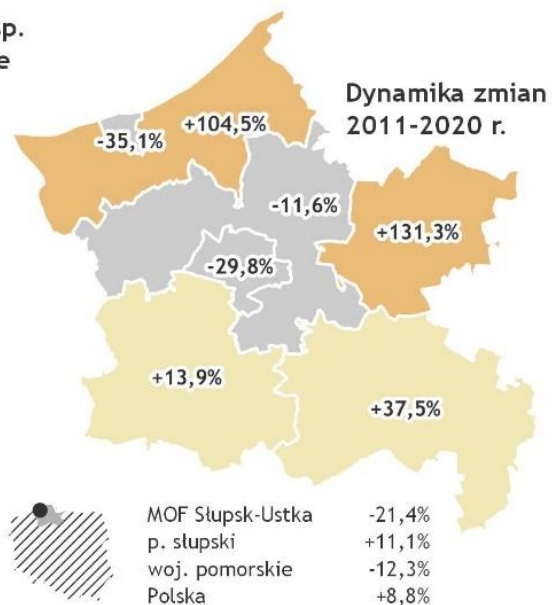 sp.
e
Dynamika zmian
2011-2020 r.
+104,5%
-35,1%
-11,6%
+131,3%
-29,8%
+13,9%
+37,5%
MOF Słupsk-Ustka -21,4%
p. słupski +11,1%
woj. pomorskie -12,3%
Polska +8,8%